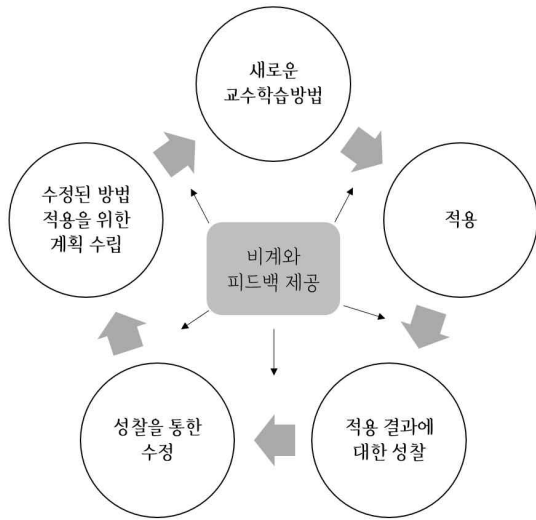 새로운
교수학습방법
적용
적용 결과에
대한 성찰
성찰을 통한
수정
수정된 방법
적용을 위한
계획 수립
비계와
피드백 제공